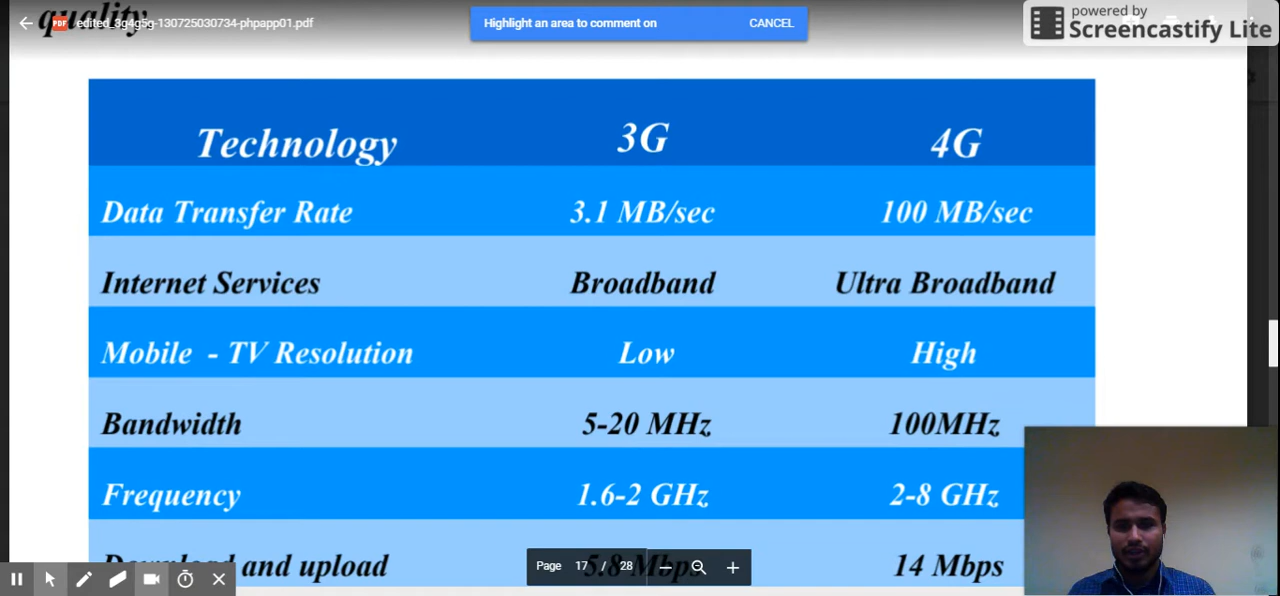 quality
PDF edited_3g4g5g-130725030734-phpapp01.pdf
Highlight an area to comment on CANCEL
powered by
Screencastify Lite
Technology 3G 4G
Data Transfer Rate 3.1 MB/sec 100 MB/sec
Internet Services Broadband Ultra Broadband
Mobile - TV Resolution Low High
Bandwidth 5-20 MHz 100MHz
Frequency 1.6-2 GHz 2-8 GHz
Download and upload 5.8 Mbps 14 Mbps
Page 17 / 28